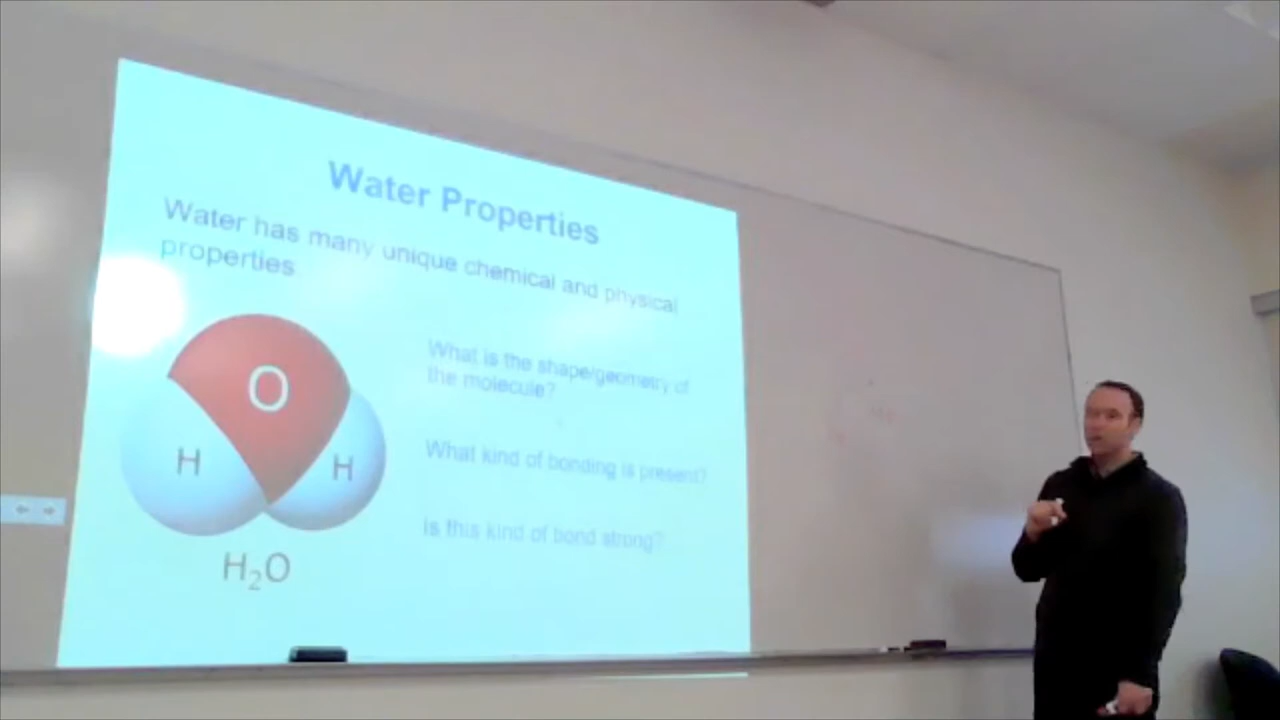 Water Properties
Water has many unique chemical and physical
properties
What is the shape/geometry of
the molecule?
What kind of bonding is present?
Is this kind of bond strong?
O
H H
H₂O